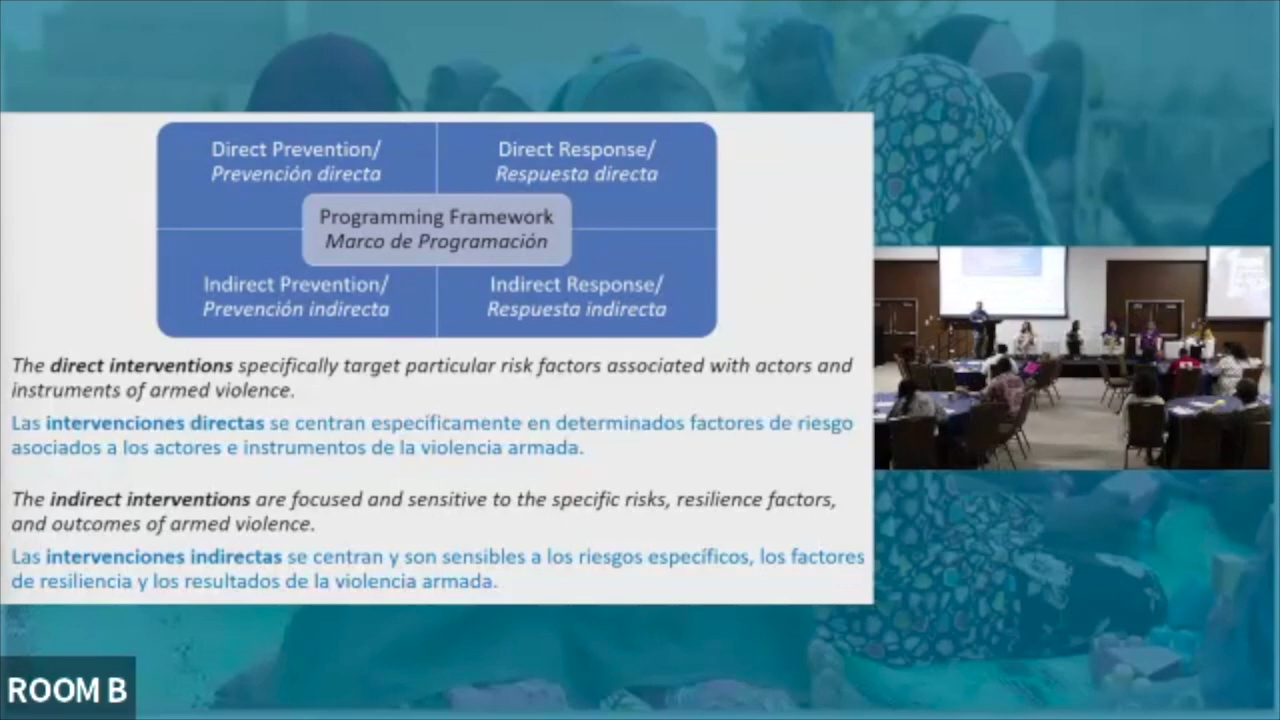 Direct Prevention/
Prevención directa
Direct Response/
Respuesta directa
Programming Framework
Marco de Programación
Indirect Prevention/
Prevención indirecta
Indirect Response/
Respuesta indirecta
The direct interventions specifically target particular risk factors associated with actors and
instruments of armed violence.
Las intervenciones directas se centran específicamente en determinados factores de riesgo
asociados a los actores e instrumentos de la violencia armada.
The indirect interventions are focused and sensitive to the specific risks, resilience factors,
and outcomes of armed violence.
Las intervenciones indirectas se centran y son sensibles a los riesgos específicos, los factores
de resiliencia y los resultados de la violencia armada.
ROOM B